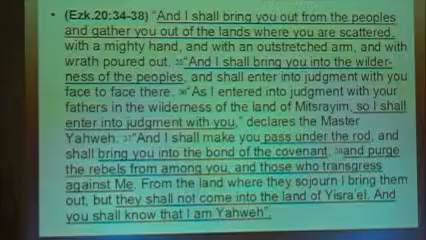 • (Ezk.20:34-38) "And I shall bring you out from the peoples
and gather you out of the lands where you are scattered,
with a mighty hand, and with an outstretched arm, and with
wrath poured out. 35"And I shall bring you into the wilder-
ness of the peoples, and shall enter into judgment with you
face to face there. 36"As I entered into judgment with your
fathers in the wilderness of the land of Mitsrayim, so I shall
enter into judgment with you," declares the Master
Yahweh. 37"And I shall make you pass under the rod, and
shall bring you into the bond of the covenant, 38and purge
the rebels from among you, and those who transgress
against Me. From the land where they sojourn I bring them
out, but they shall not come into the land of Yisra'el. And
you shall know that I am Yahweh".